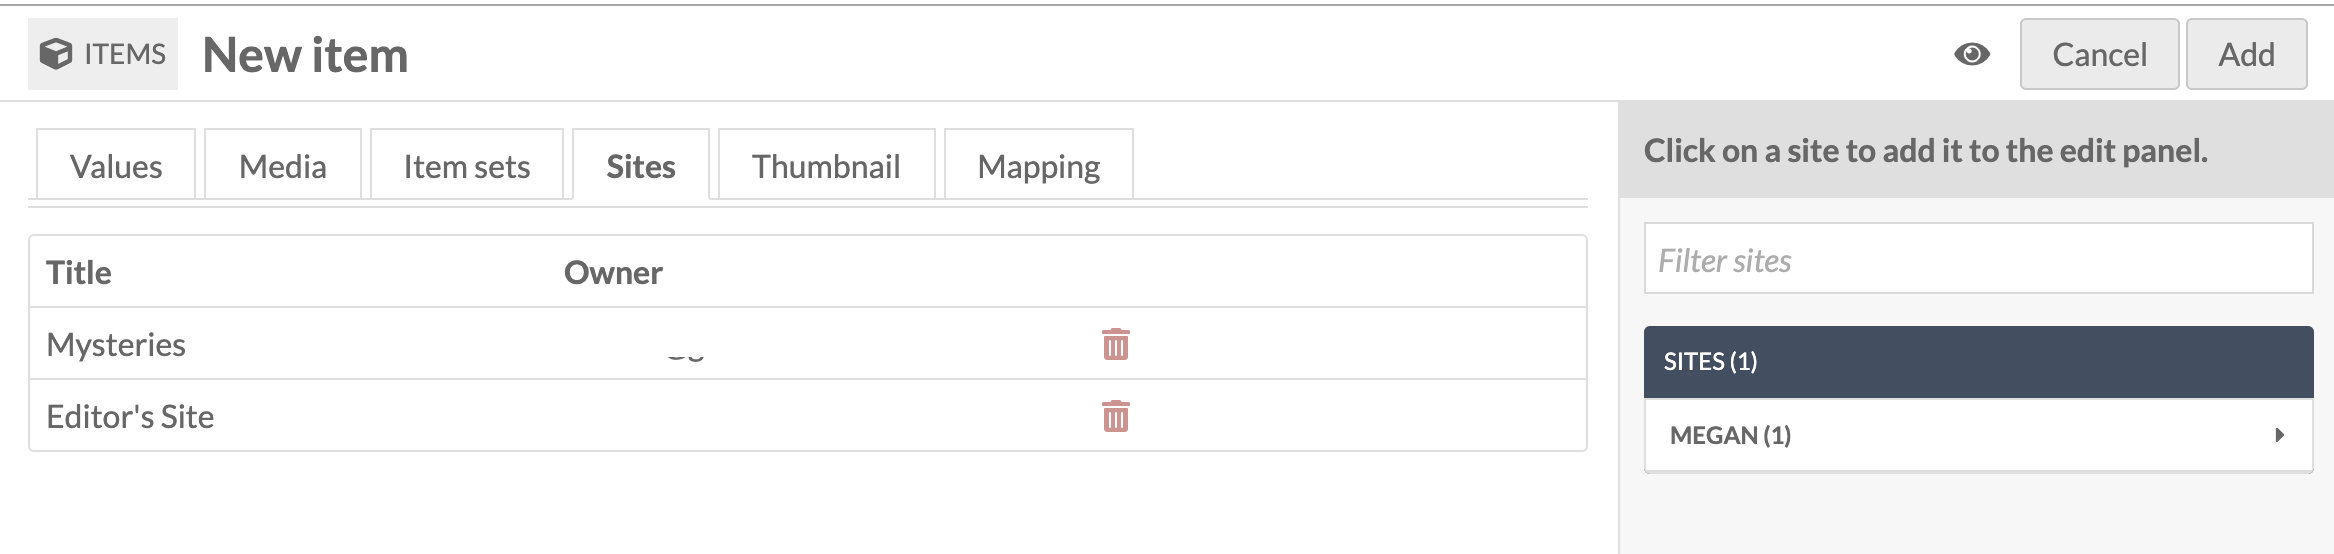 ITEMS New item Cancel Add
Values Media Item sets Sites Thumbnail Mapping
Click on a site to add it to the edit panel.
Filter sites
Title Owner
Mysteries
Editor's Site
SITES (1)
MEGAN (1)